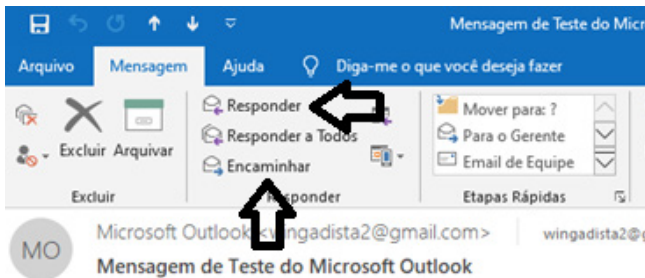 Mensagem de Teste do Micr
Arquivo Mensagem Ajuda Diga-me o que você deseja fazer
Responder Mover para: ?
Excluir Arquivar Responder a Todos Para o Gerente
Encaminhar Email de Equipe
Excluir Responder Etapas Rápidas
MO Microsoft Outlook <wingadista2@gmail.com> wingadista2@g
Mensagem de Teste do Microsoft Outlook